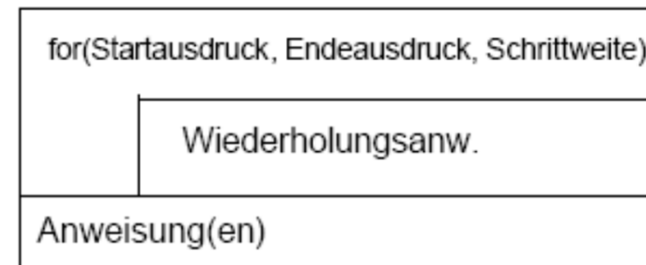 for(Startausdruck, Endeausdruck, Schrittweite)
Wiederholungsanw.
Anweisung(en)